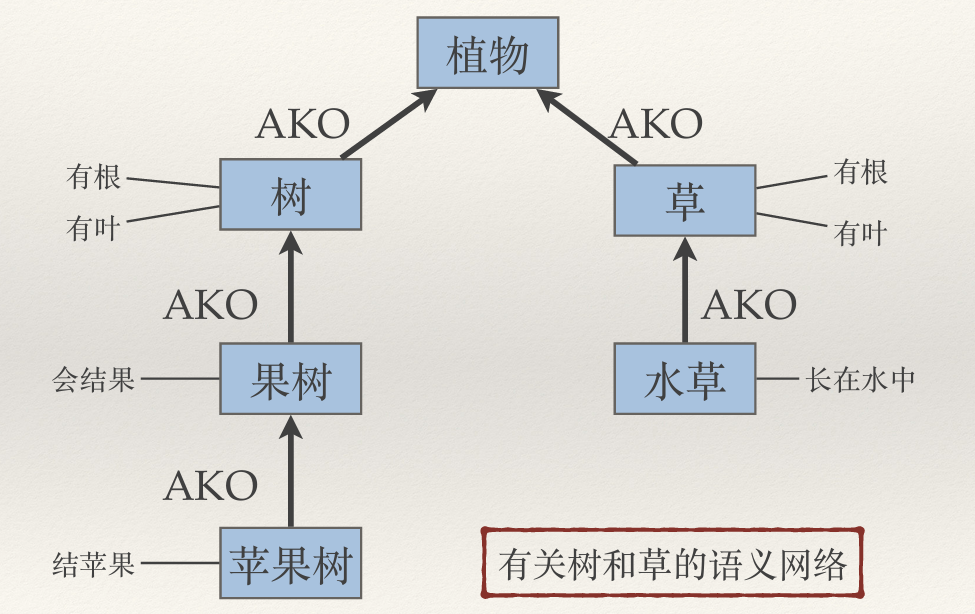 植物
AKO
AKO
有根
有叶
树
草
有根
有叶
AKO
AKO
会结果
果树
水草
长在水中
AKO
结苹果
苹果树
有关树和草的语义网络